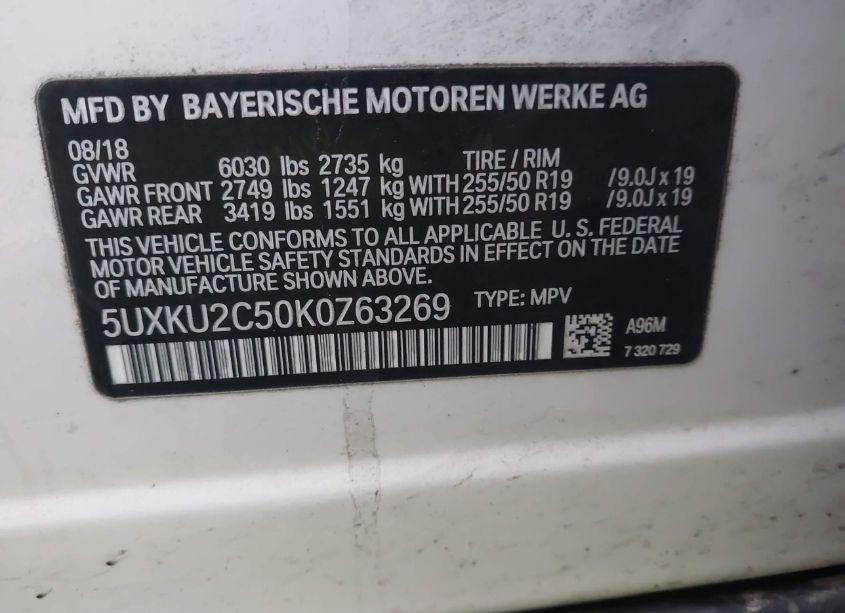 MFD BY BAYERISCHE MOTOREN WERKE AG
08/18
GVWR 6030 lbs 2735 kg TIRE / RIM
GAWR FRONT 2749 lbs 1247 kg WITH 255/50 R19 /9.0J x 19
GAWR REAR 3419 lbs 1551 kg WITH 255/50 R19 /9.0J x 19
THIS VEHICLE CONFORMS TO ALL APPLICABLE U. S. FEDERAL
MOTOR VEHICLE SAFETY STANDARDS IN EFFECT ON THE DATE
OF MANUFACTURE SHOWN ABOVE.
5UXKU2C50K0Z63269 TYPE: MPV
A96M
7 320 729